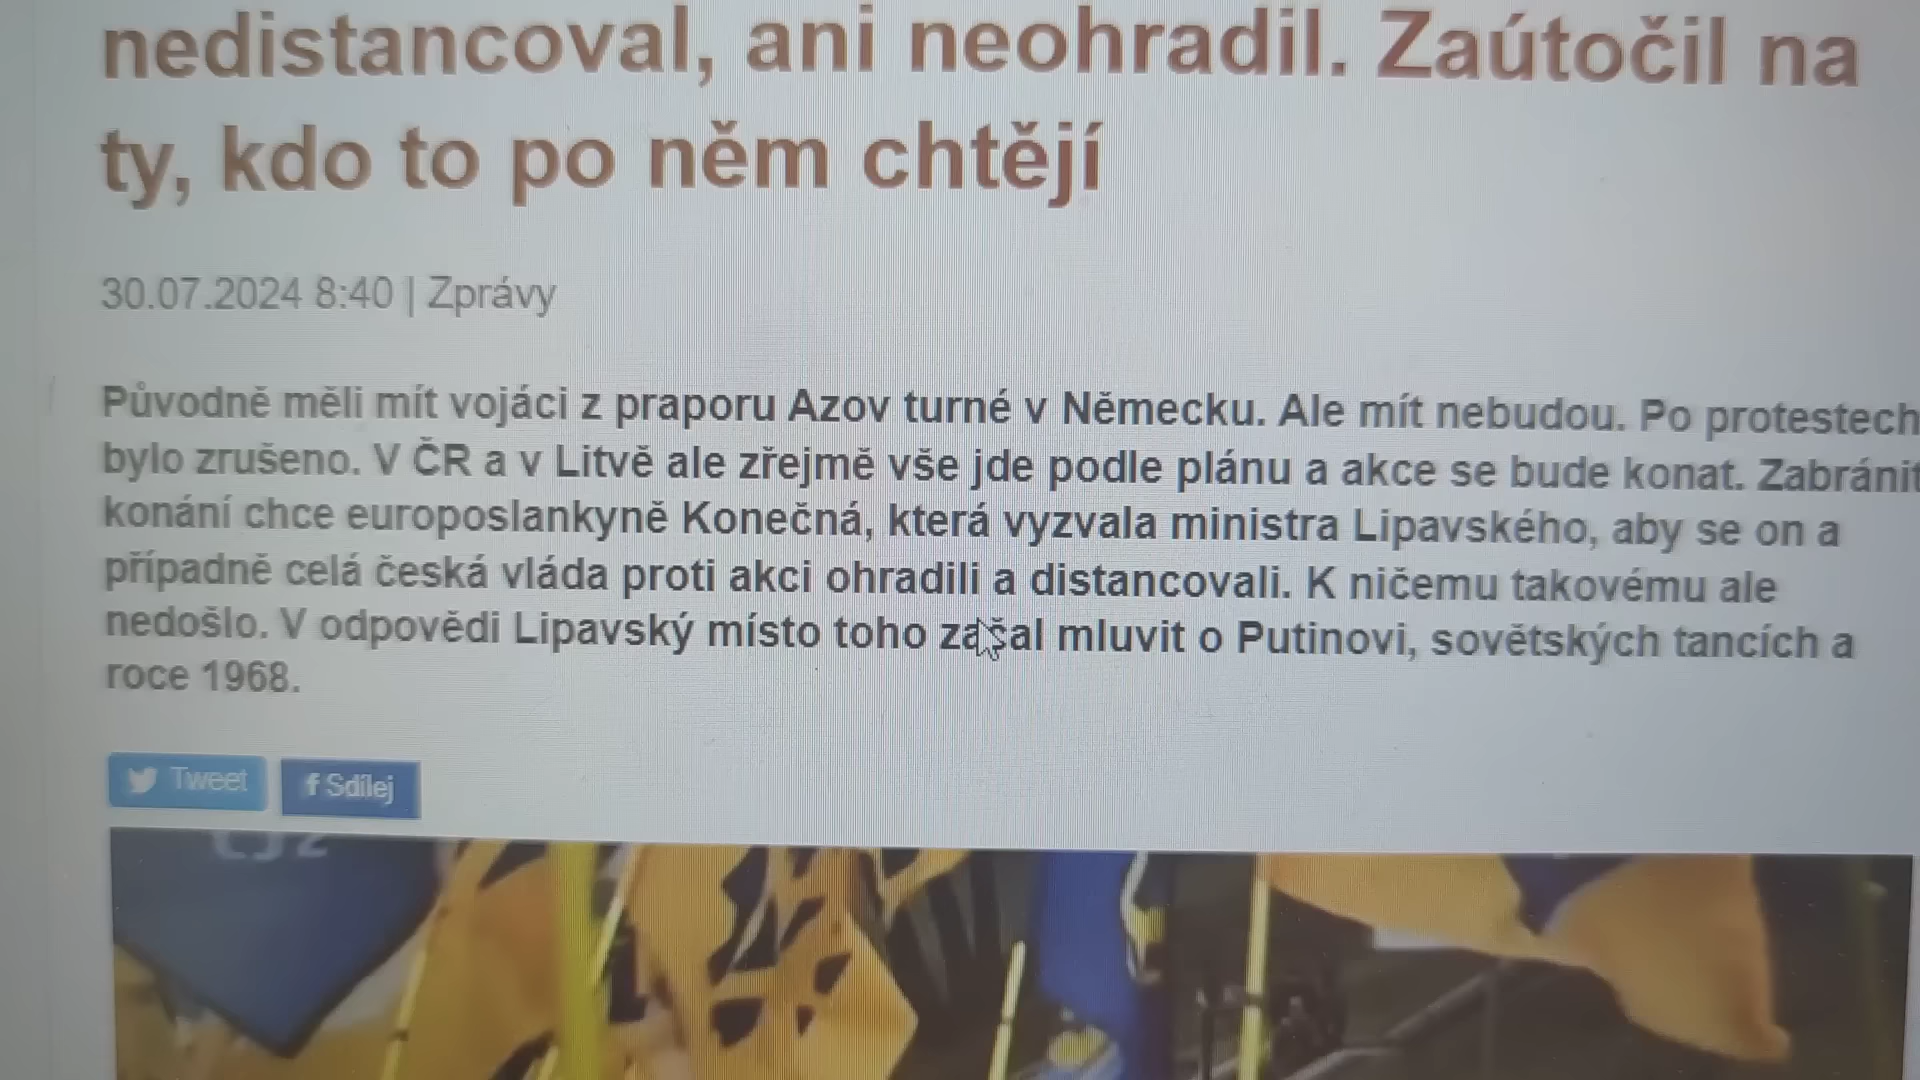 nedistancoval, ani neohradil. Zaútočil na
ty, kdo to po něm chtějí
30.07.2024 8:40 | Zprávy
Původně měli mít vojáci z praporu Azov turné v Německu. Ale mít nebudou. Po protestech
bylo zrušeno. V ČR a v Litvě ale zřejmě vše jde podle plánu a akce se bude konat. Zabránit
konání chce europoslankyně Konečná, která vyzvala ministra Lipavského, aby se on a
případně celá česká vláda proti akci ohradili a distancovali. K ničemu takovému ale
nedošlo. V odpovědi Lipavský místo toho začal mluvit o Putinovi, sovětských tancích a
roce 1968.
Tweet
f Sdílej